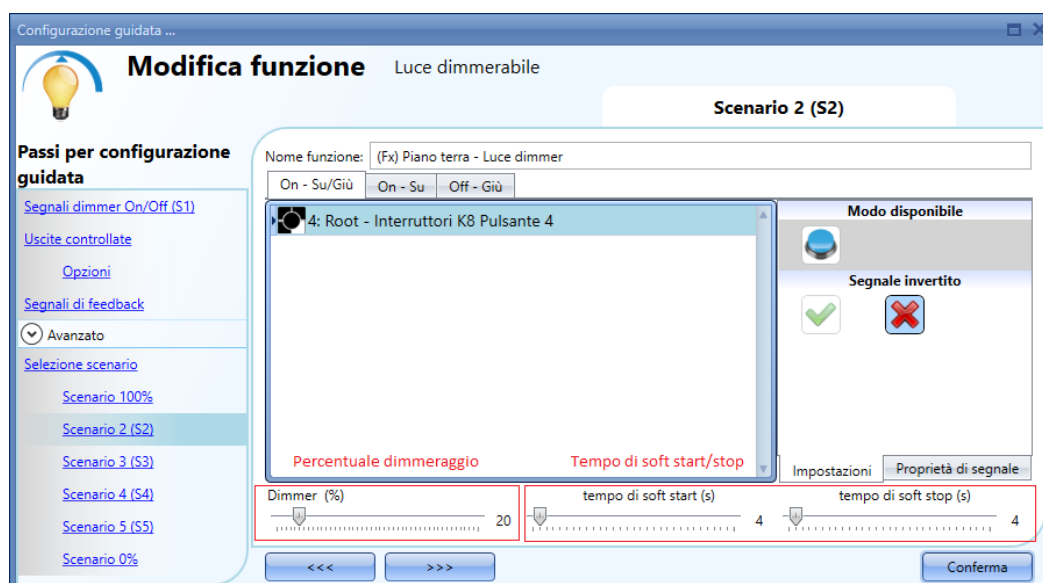 Configurazione guidata ...
Modifica funzione
Luce dimmerabile
Scenario 2 (S2)
Passi per configurazione guidata
Segnali dimmer On/Off (S1)
Uscite controllate
Opzioni
Segnali di feedback
Avanzato
Selezione scenario
Scenario 100%
Scenario 2 (S2)
Scenario 3 (S3)
Scenario 4 (S4)
Scenario 5 (S5)
Scenario 0%
Nome funzione: (Fx) Piano terra - Luce dimmer
On - Su/Giù
On - Su
Off - Giù
4: Root - Interruttori K8 Pulsante 4
Modo disponibile
Segnale invertito
Percentuale dimmeraggio
Tempo di soft start/stop
Impostazioni
Proprietà di segnale
Dimmer (%)
20
tempo di soft start (s)
4
tempo di soft stop (s)
4
<<<
>>>
Conferma